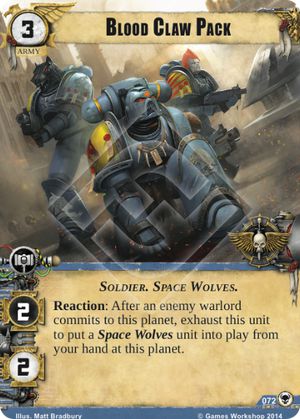 3
ARMY
BLOOD CLAW PACK
SOLDIER. SPACE WOLVES.
2
2
Reaction: After an enemy warlord
commits to this planet, exhaust this unit
to put a Space Wolves unit into play from
your hand at this planet.
072
Illus. Matt Bradbury
© Games Workshop 2014